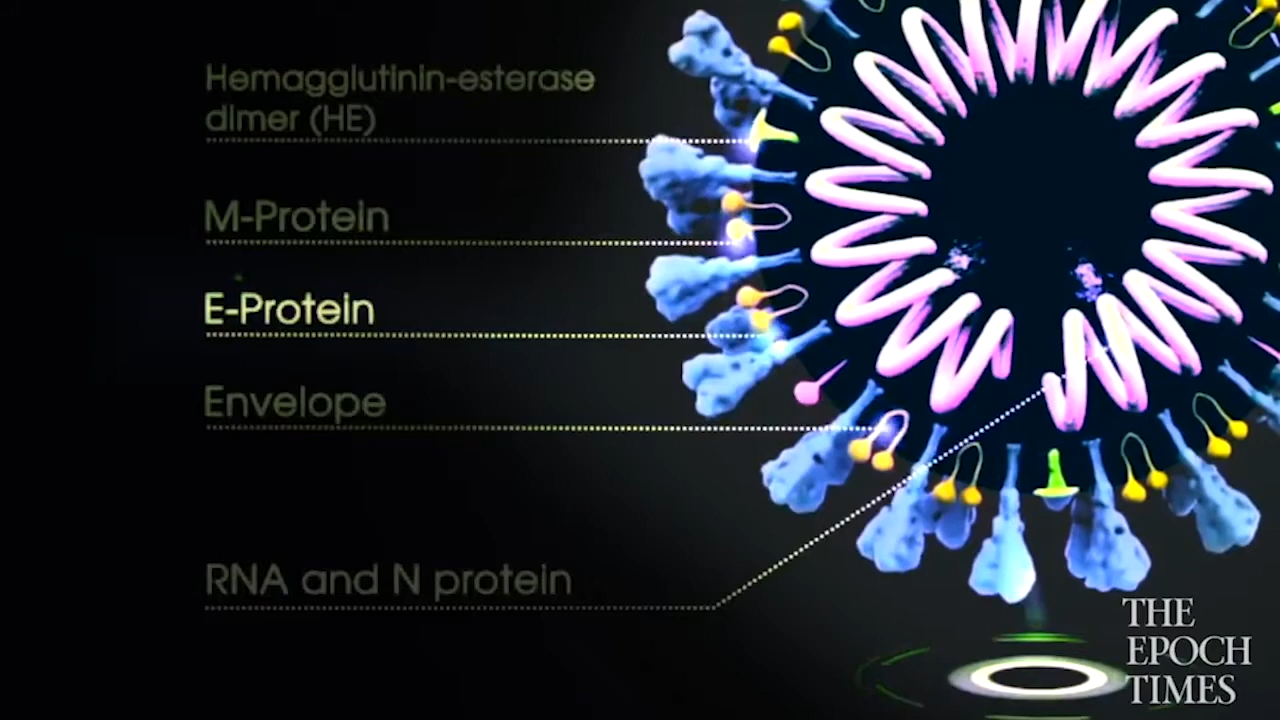 Hemagglutinin-esterase
dimer (HE)
M-Protein
E-Protein
Envelope
RNA and N protein
THE
EPOCH
TIMES